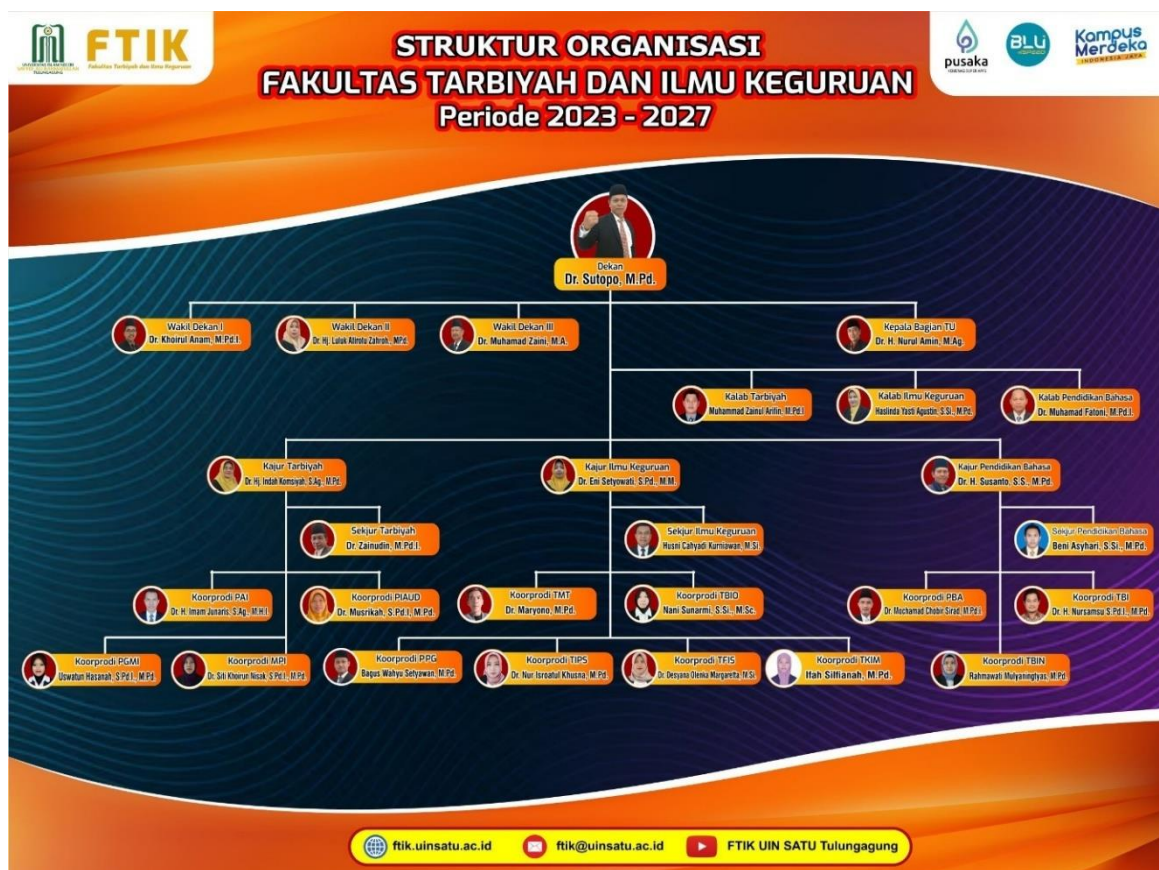 FTIK
Fakultas Tarbiyah dan Ilmu Keguruan
UNIVERSITAS ISLAM NEGERI
TULUNGAGUNG
STRUKTUR ORGANISASI
FAKULTAS TARBIYAH DAN ILMU KEGURUAN
Periode 2023 - 2027
pusaka
BLU
Kampus
Merdeka
INDONESIA JAYA
Dekan
Dr. Sutopo, M.Pd.
Wakil Dekan I
Dr. Khoirul Anam, M.Pd.I.
Wakil Dekan II
Dr. Hj. Luluk Atirotu Zahroh., MPd.
Wakil Dekan III
Dr. Muhamad Zaini, M.A.
Kepala Bagian TU
Dr. H. Nurul Amin, M.Ag.
Kalab Tarbiyah
Muhammad Zainul Arifin, M.Pd.I
Kalab Ilmu Keguruan
Haslinda Yasti Agustin, S.Si., M.Pd.
Kalab Pendidikan Bahasa
Dr. Muhamad Fatoni, M.Pd.I.
Kajur Tarbiyah
Dr. Hj. Indah Komsiyah, S.Ag., M.Pd.
Kajur Ilmu Keguruan
Dr. Eni Setyowati, S.Pd., M.M.
Kajur Pendidikan Bahasa
Dr. H. Susanto, S.S., M.Pd.
Sekjur Tarbiyah
Dr. Zainudin, M.Pd.I.
Sekjur Ilmu Keguruan
Husni Cahyadi Kurniawan, M.Si.
Sekjur Pendidikan Bahasa
Beni Asyhari, S.Si., M.Pd.
Koorprodi PAI
Dr. H. Imam Junaris, S.Ag., M.H.I.
Koorprodi PIAUD
Dr. Musrikah, S.Pd.I, M.Pd.
Koorprodi TMT
Dr. Maryono, M.Pd.
Koorprodi TBIO
Nani Sunarmi, S.Si., M.Sc.
Koorprodi PBA
Dr. Mochamad Chobir Sirad, M.Pd.I.
Koorprodi TBI
Dr. H. Nursamsu S.Pd.I., M.Pd.
Koorprodi PGMI
Uswatun Hasanah, S.Pd.I., M.Pd.
Koorprodi MPI
Dr. Siti Khoirun Nisak, S.Pd.I., M.Pd.
Koorprodi PPG
Bagus Wahyu Setyawan, M.Pd.
Koorprodi TIPS
Dr. Nur Isroatul Khusna, M.Pd.
Koorprodi TFIS
Dr. Desyana Olenka Margaretta, M.Si.
Koorprodi TKIM
Ifah Silfianah, M.Pd.
Koorprodi TBIN
Rahmawati Mulyaningtyas, M.Pd.
ftik.uinsatu.ac.id
ftik@uinsatu.ac.id
FTIK UIN SATU Tulungagung